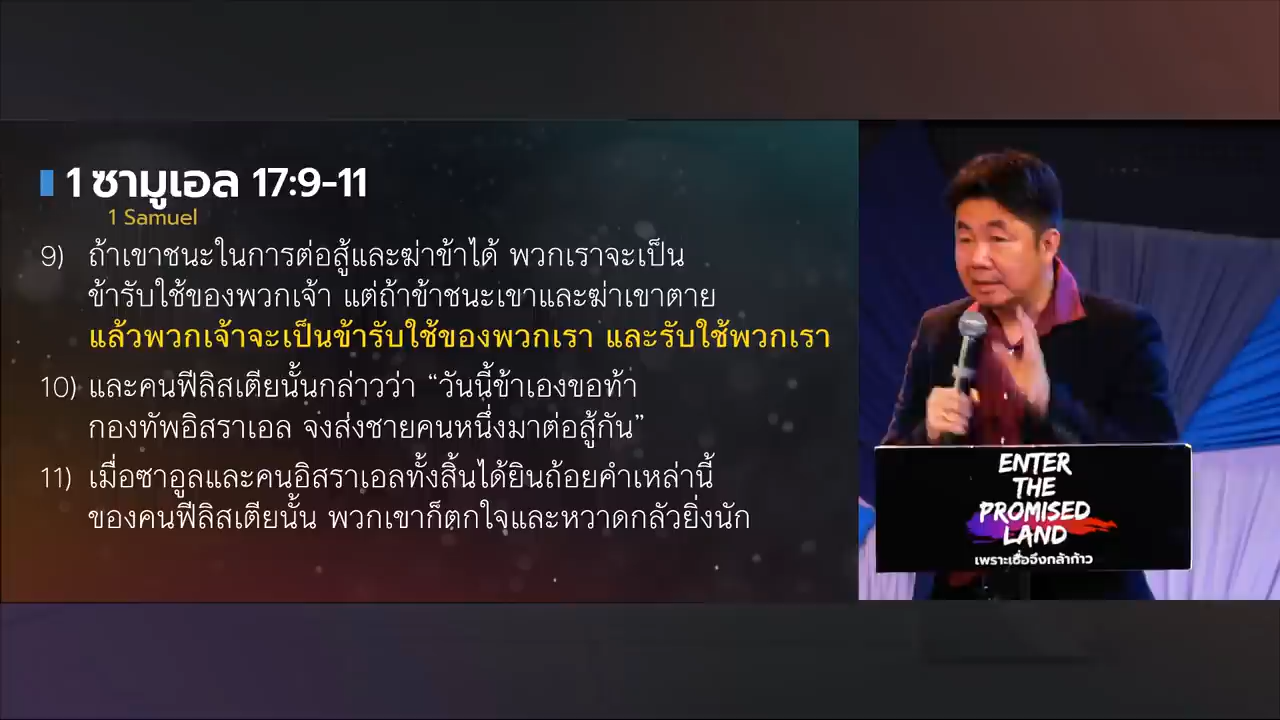 1 ซามูเอล 17:9-11
1 Samuel
9) ถ้าเขาชนะในการต่อสู้และฆ่าข้าได้ พวกเราจะเป็น
ข้ารับใช้ของพวกเจ้า แต่ถ้าข้าชนะเขาและฆ่าเขาตาย
แล้วพวกเจ้าจะเป็นข้ารับใช้ของพวกเรา และรับใช้พวกเรา
10) และคนฟีลิสเตียนั้นกล่าวว่า “วันนี้ข้าเองขอท้า
กองทัพอิสราเอล จงส่งชายคนหนึ่งมาต่อสู้กัน”
11) เมื่อซาอูลและคนอิสราเอลทั้งสิ้นได้ยินถ้อยคำเหล่านี้
ของคนฟีลิสเตียนั้น พวกเขาก็ตกใจและหวาดกลัวยิ่งนัก
ENTER
THE
PROMISED
LAND
เพราะเชื่อจึงกล้าก้าว